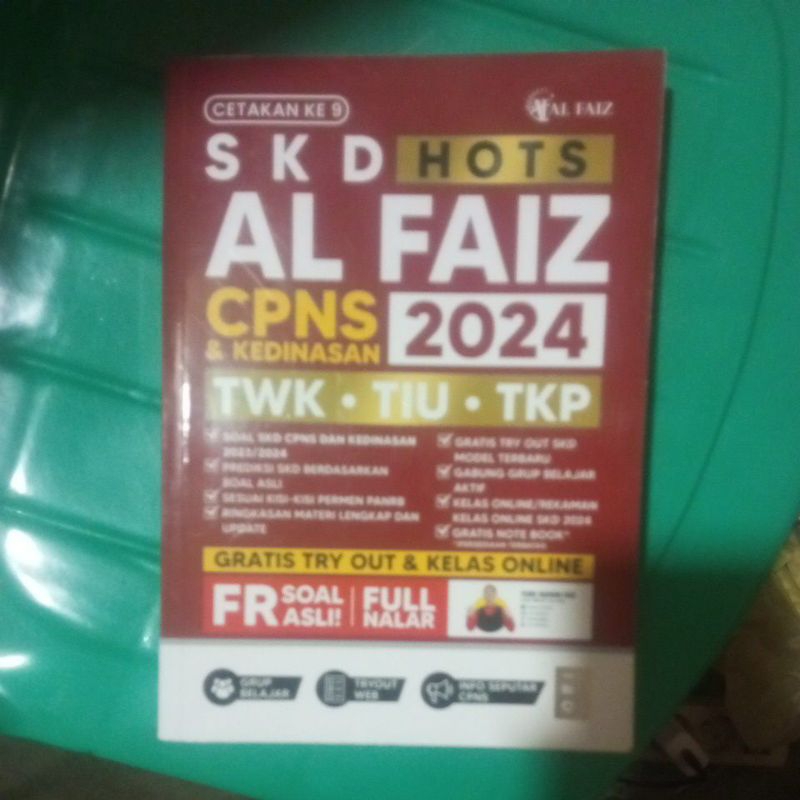 CETAKAN KE 9
AL FAIZ
SKD HOTS
AL FAIZ
CPNS
& KEDINASAN
2024
TWK • TIU • TKP
SOAL SKD CPNS DAN KEDINASAN
2023/2024
PREDIKSI SKD BERDASARKAN
SOAL ASLI
SESUAI KISI-KISI PERMEN PANRB
RINGKASAN MATERI LENGKAP DAN
UPDATE
GRATIS TRY OUT SKD
MODEL TERBARU
GABUNG GRUP BELAJAR
AKTIF
KELAS ONLINE/REKAMAN
KELAS ONLINE SKD 2024
GRATIS NOTE BOOK*
GRATIS TRY OUT & KELAS ONLINE
FR SOAL ASLI!
FULL NALAR
GRUP
BELAJAR
TRYOUT
WEB
INFO SEPUTAR
CPNS
ORI